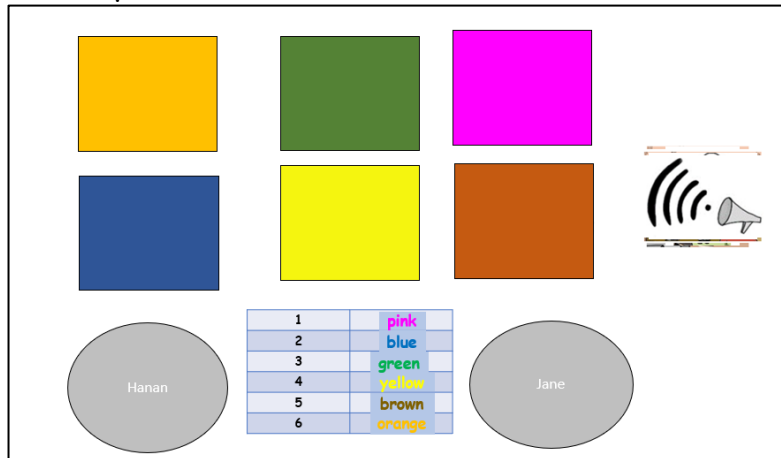 1 pink
2 blue
3 green
4 yellow
5 brown
6 orange
Hanan
Jane